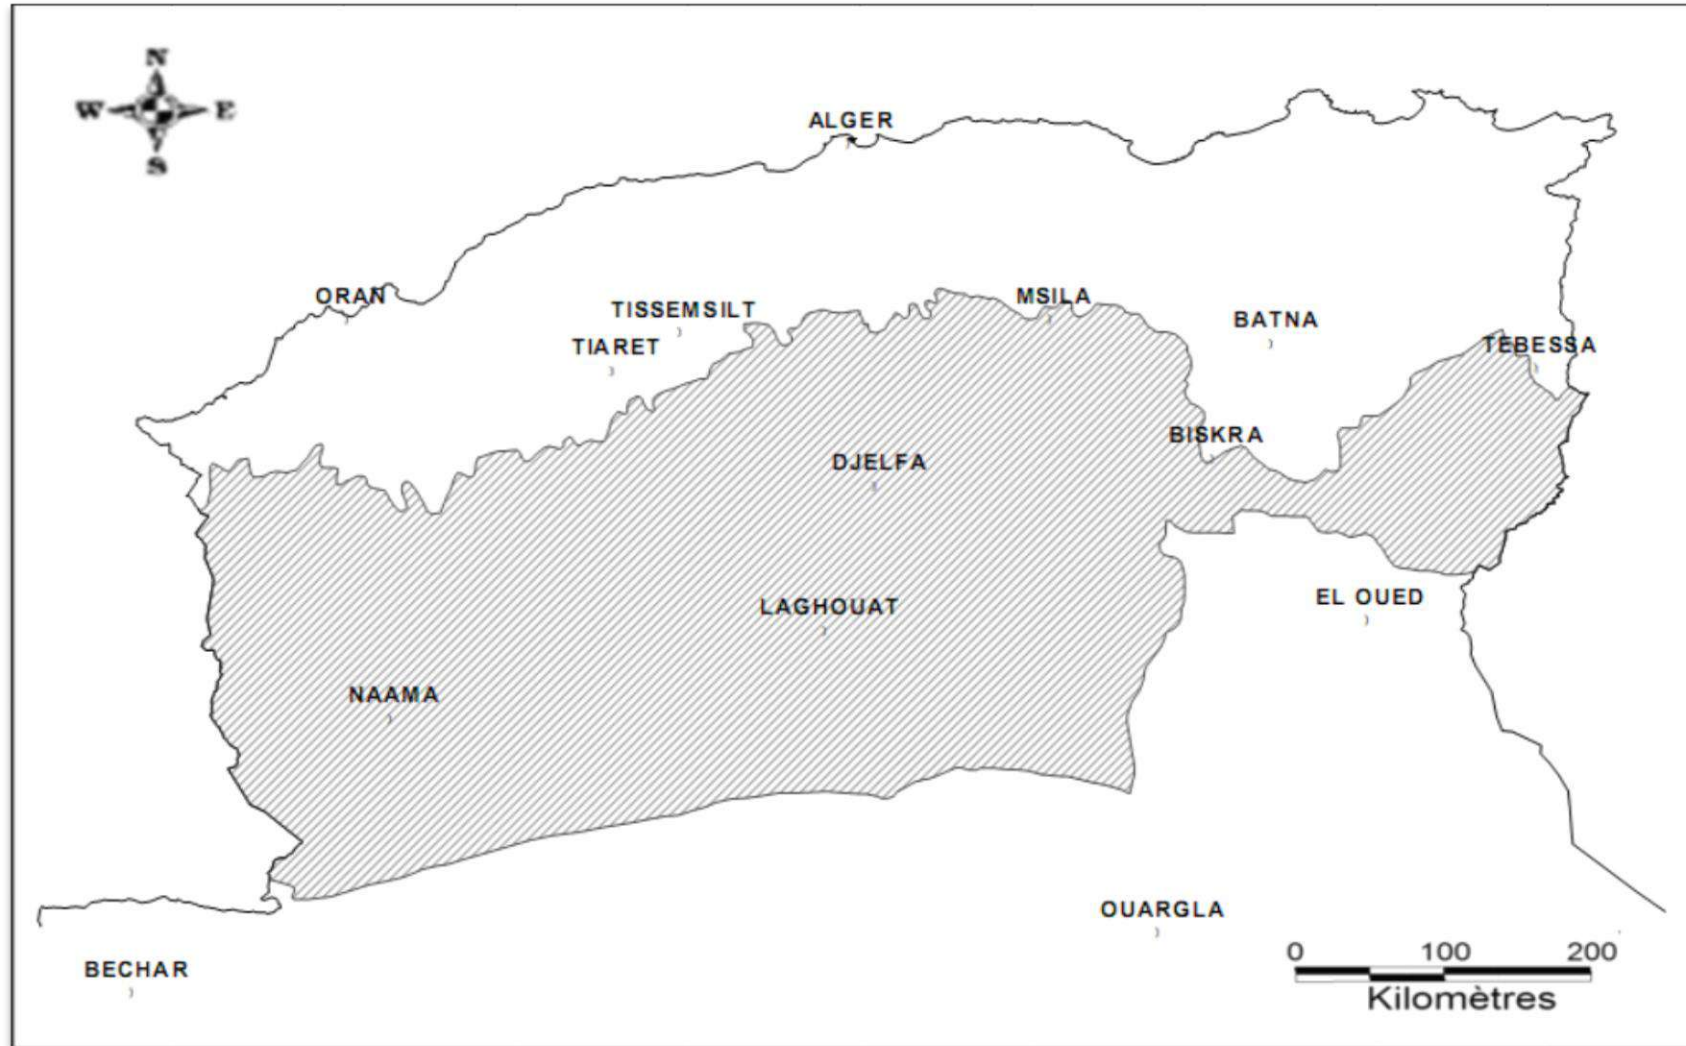 N
W E
S
ALGER
ORAN
TISSEMSILT
MSILA
TIARET
BATNA
TEBESSA
BISKRA
DJELFA
LAGHOUAT
EL OUED
NAAMA
OUARGLA
BECHAR
0 100 200
Kilomètres